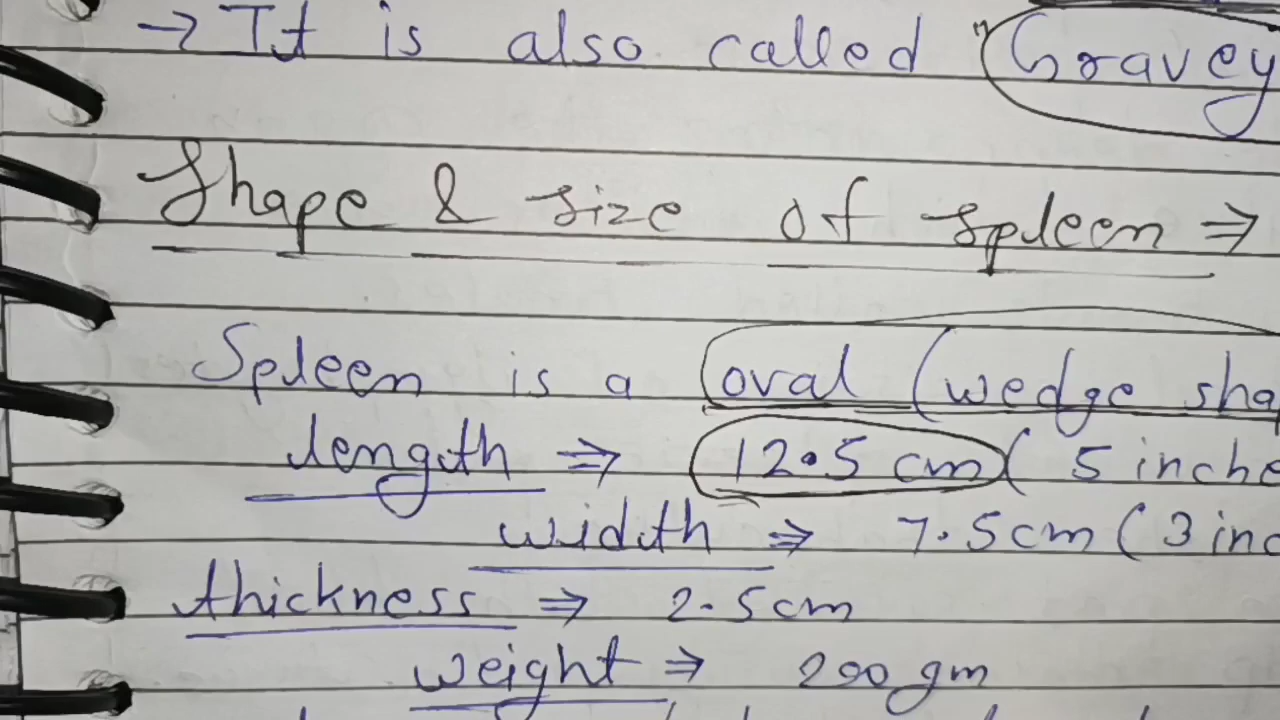 → It is also called "Gravey
Shape & size of spleen ⇒
Spleen is a oval (wedge sha
length ⇒ 12.5 cm ( 5 inche
width ⇒ 7.5cm ( 3 inc
thickness ⇒ 2.5cm
weight ⇒ 200 gm